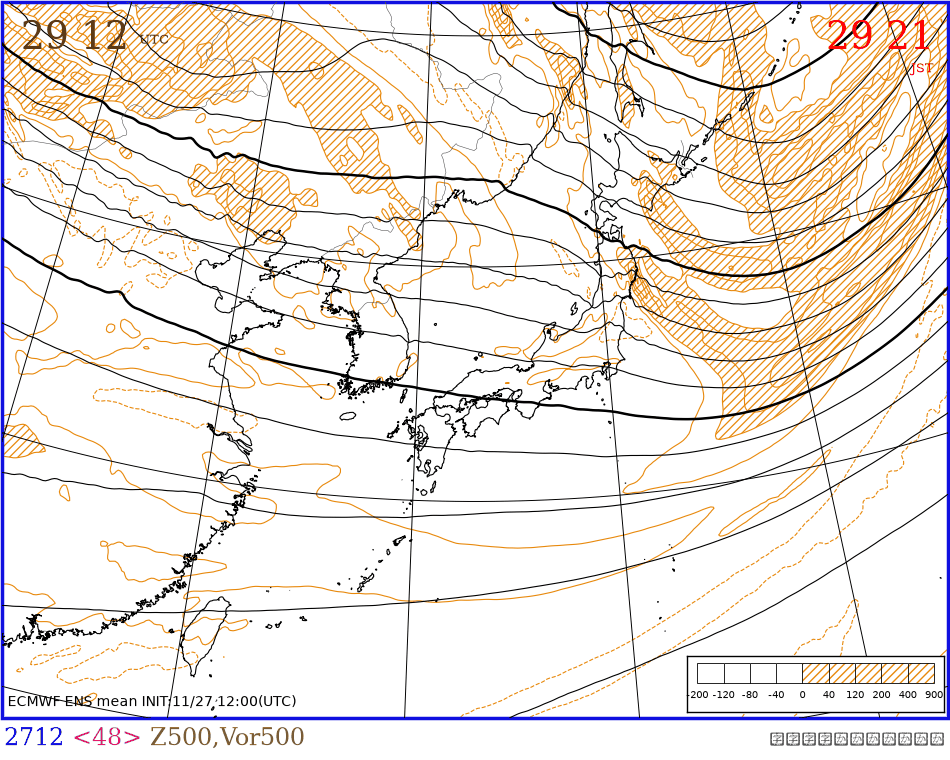 29 12 UTC
29 21
JST
-200 -120 -80 -40 0 40 120 200 400 900
ECMWF ENS mean INIT:11/27 12:00(UTC)
2712 <48> Z500,Vor500